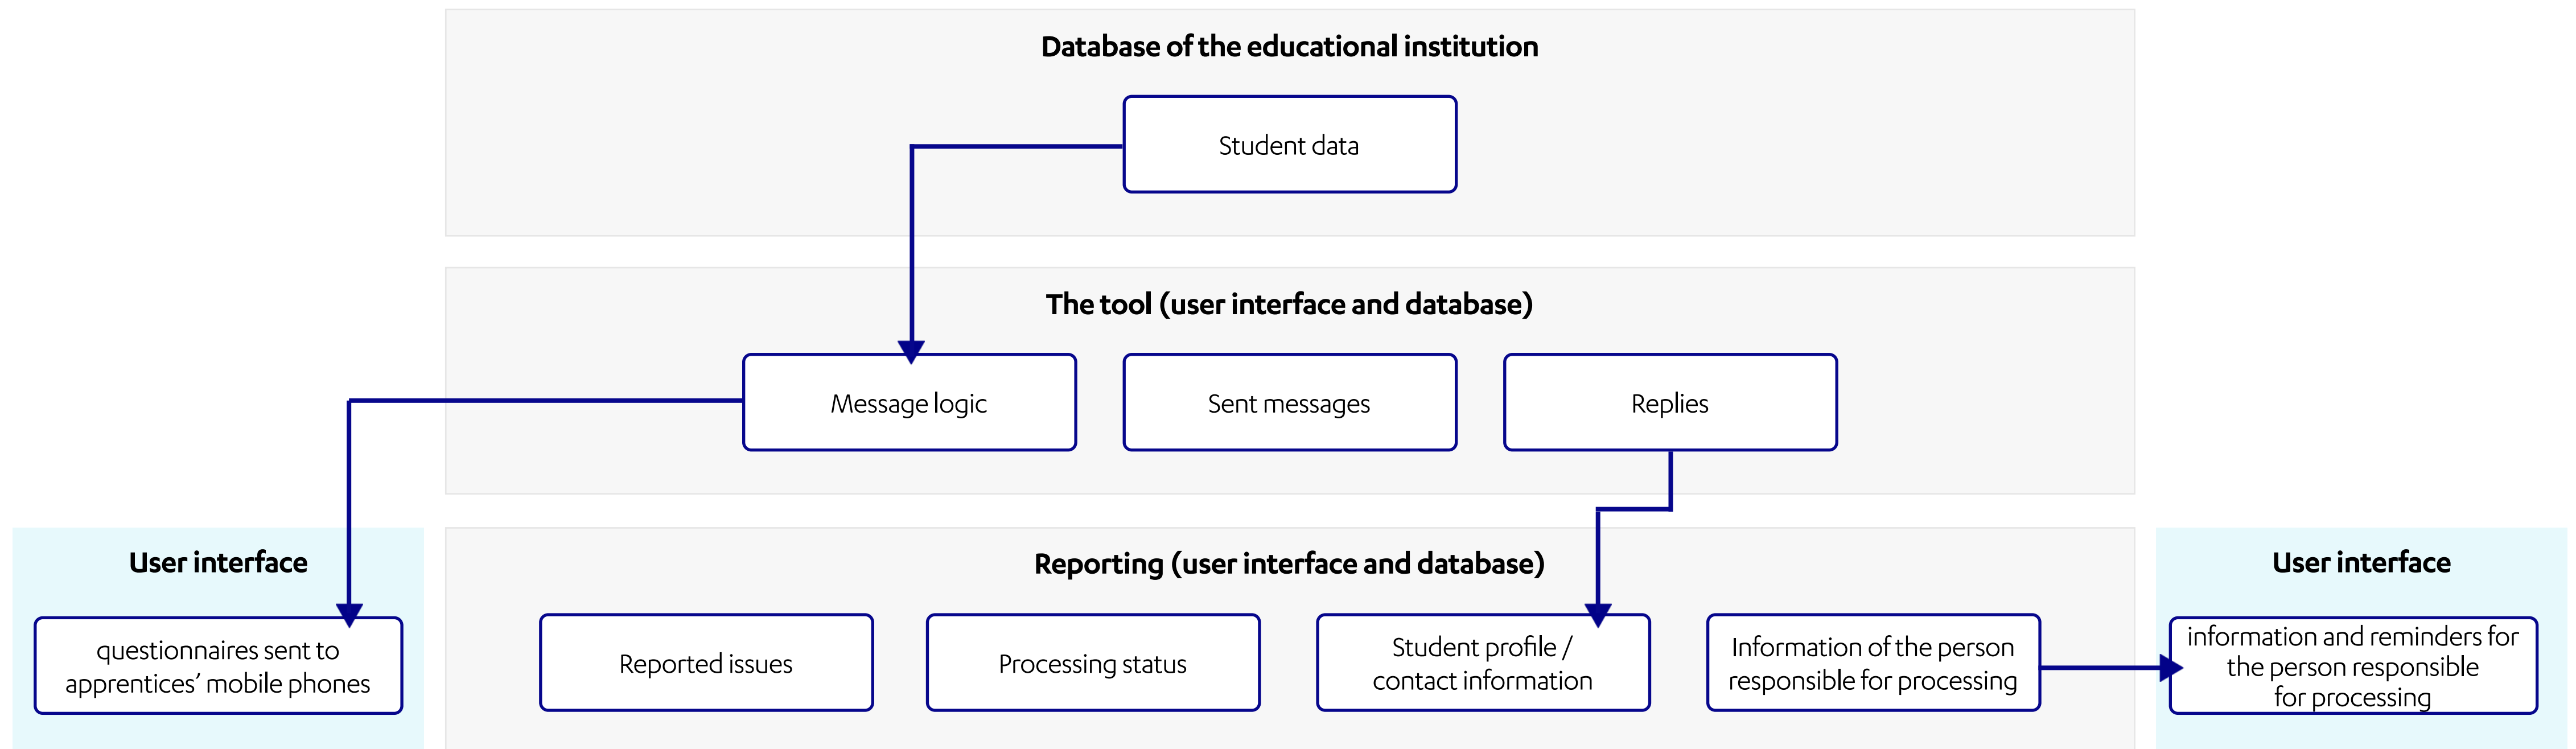 Database of the educational institution
Student data
The tool (user interface and database)
Message logic
Sent messages
Replies
User interface
questionnaires sent to
apprentices’ mobile phones
Reporting (user interface and database)
Reported issues
Processing status
Student profile /
contact information
Information of the person
responsible for processing
User interface
information and reminders for
the person responsible
for processing